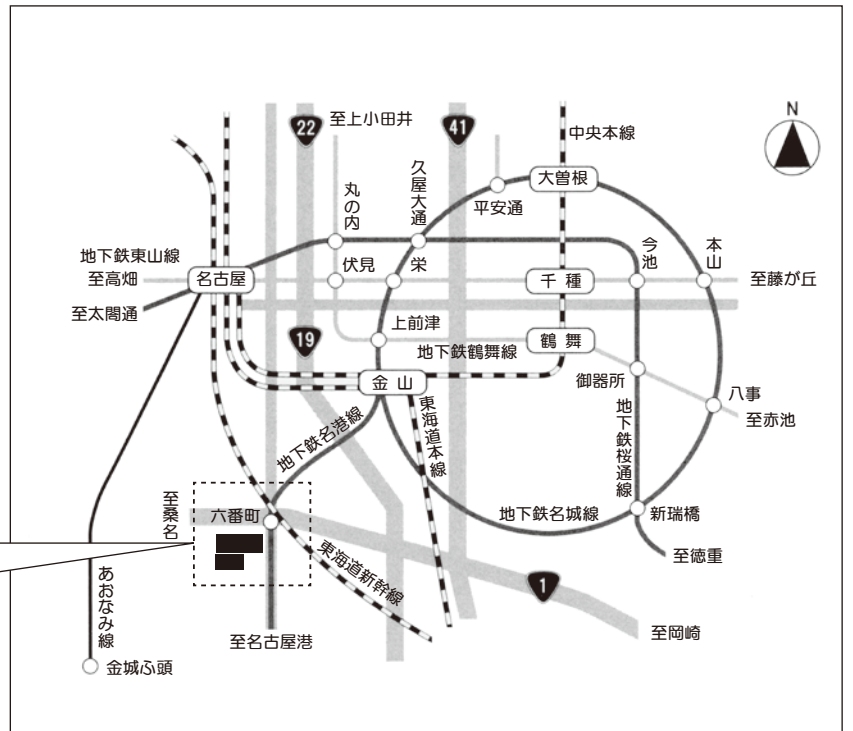 N
22
至上小田井
41
中央本線
久屋大通
大曽根
丸の内
平安通
地下鉄東山線
今池
本山
至高畑
名古屋
伏見
栄
千種
至藤が丘
至太閤通
上前津
19
地下鉄鶴舞線
鶴舞
金山
御器所
八事
至赤池
東海道本線
地下鉄桜通線
地下鉄名港線
至桑名
六番町
地下鉄名城線
新瑞橋
至徳重
東海道新幹線
あおなみ線
1
至名古屋港
至岡崎
金城ふ頭